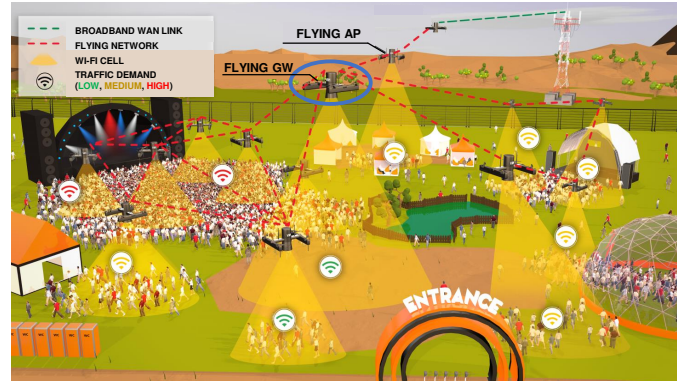 BROADBAND WAN LINK
FLYING NETWORK
WI-FI CELL
TRAFFIC DEMAND
(LOW, MEDIUM, HIGH)
FLYING AP
FLYING GW
ENTRANCE